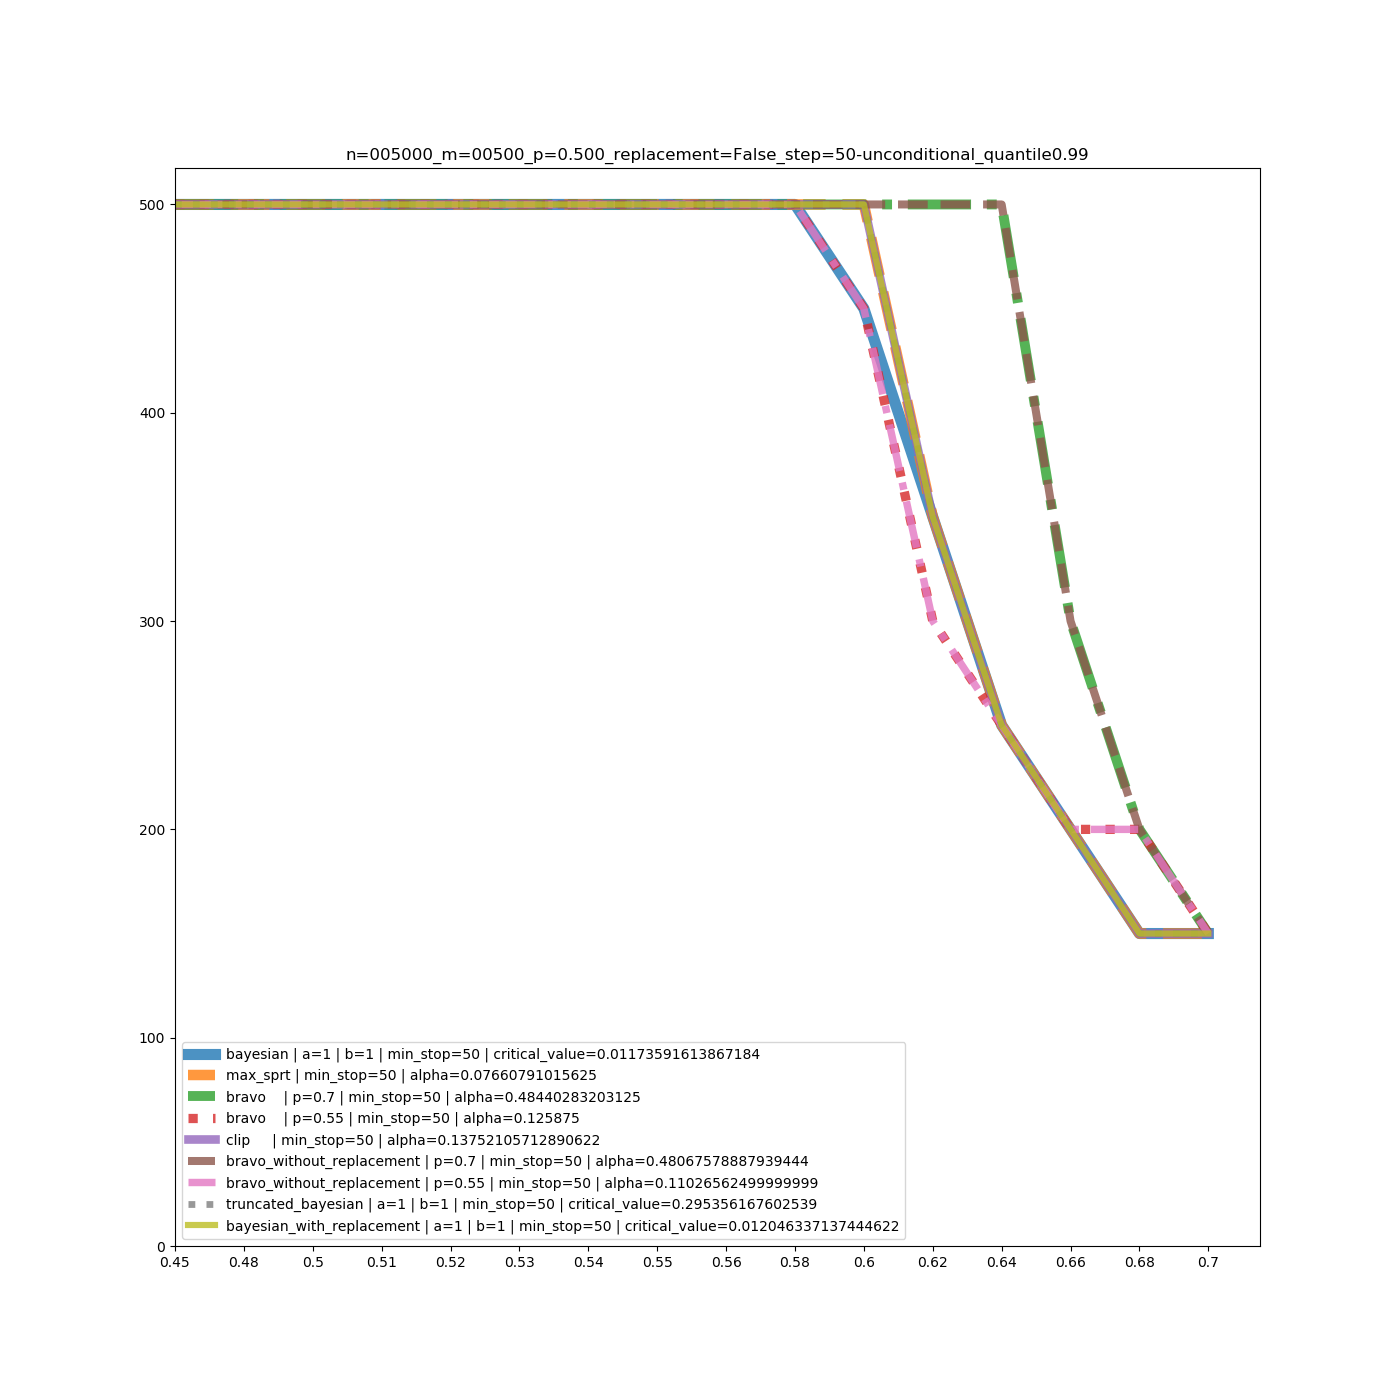 n=005000_m=00500_p=0.500_replacement=False_step=50-unconditional_quantile0.99
500
400
300
200
100
0
bayesian | a=1 | b=1 | min_stop=50 | critical_value=0.01173591613867184
max_sprt | min_stop=50 | alpha=0.07660791015625
bravo | p=0.7 | min_stop=50 | alpha=0.48440283203125
bravo | p=0.55 | min_stop=50 | alpha=0.125875
clip | min_stop=50 | alpha=0.13752105712890622
bravo_without_replacement | p=0.7 | min_stop=50 | alpha=0.48067578887939444
bravo_without_replacement | p=0.55 | min_stop=50 | alpha=0.11026562499999999
truncated_bayesian | a=1 | b=1 | min_stop=50 | critical_value=0.295356167602539
bayesian_with_replacement | a=1 | b=1 | min_stop=50 | critical_value=0.012046337137444622
0.45 0.48 0.5 0.51 0.52 0.53 0.54 0.55 0.56 0.58 0.6 0.62 0.64 0.66 0.68 0.7